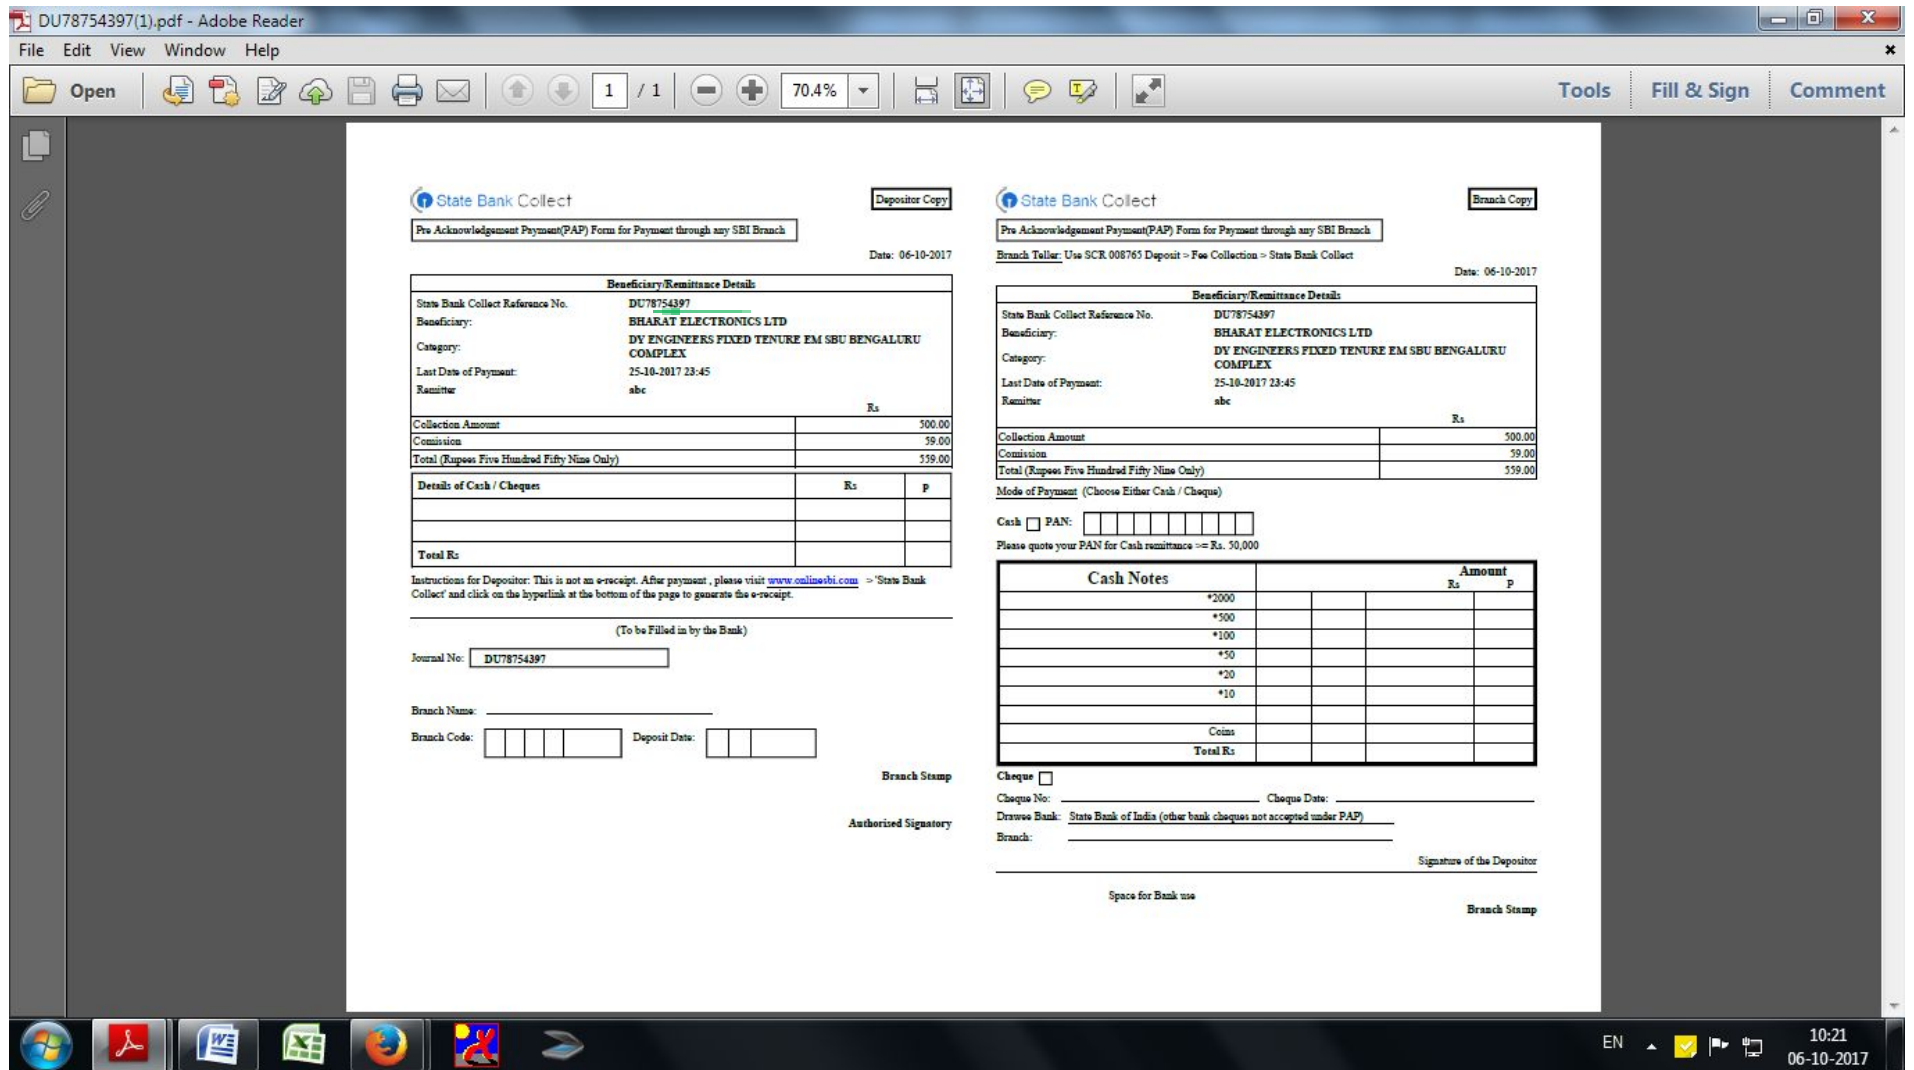 DU78754397(1).pdf - Adobe Reader
File Edit View Window Help
Open 1 / 1 70.4% Tools Fill & Sign Comment
State Bank Collect
Depositor Copy
Pre Acknowledgement Payment(PAP) Form for Payment through any SBI Branch
Date: 06-10-2017
Beneficiary/Remittance Details
State Bank Collect Reference No. DU78754397
Beneficiary: BHARAT ELECTRONICS LTD
Category: DY ENGINEERS FIXED TENURE EM SBU BENGALURU
COMPLEX
Last Date of Payment: 25-10-2017 23:45
Remitter abc
Rs
Collection Amount 500.00
Comission 59.00
Total (Rupees Five Hundred Fifty Nine Only) 559.00
Details of Cash / Cheques Rs P
Total Rs
Instructions for Depositor: This is not an e-receipt. After payment , please visit www.onlinesbi.com > 'State Bank
Collect' and click on the hyperlink at the bottom of the page to generate the e-receipt.
(To be Filled in by the Bank)
Journal No: DU78754397
Branch Name:
Branch Code: Deposit Date:
Branch Stamp
Authorised Signatory
State Bank Collect
Branch Copy
Pre Acknowledgement Payment(PAP) Form for Payment through any SBI Branch
Branch Teller: Use SCR 008765 Deposit > Fee Collection > State Bank Collect
Date: 06-10-2017
Beneficiary/Remittance Details
State Bank Collect Reference No. DU78754397
Beneficiary: BHARAT ELECTRONICS LTD
Category: DY ENGINEERS FIXED TENURE EM SBU BENGALURU
COMPLEX
Last Date of Payment: 25-10-2017 23:45
Remitter abc
Rs
Collection Amount 500.00
Comission 59.00
Total (Rupees Five Hundred Fifty Nine Only) 559.00
Mode of Payment (Choose Either Cash / Cheque)
Cash PAN:
Please quote your PAN for Cash remittance >= Rs. 50,000
Cash Notes Amount
Rs P
*2000
*500
*100
*50
*20
*10
Coins
Total Rs
Cheque
Cheque No: Cheque Date:
Drawee Bank: State Bank of India (other bank cheques not accepted under PAP)
Branch:
Signature of the Depositor
Space for Bank use
Branch Stamp
EN 10:21
06-10-2017